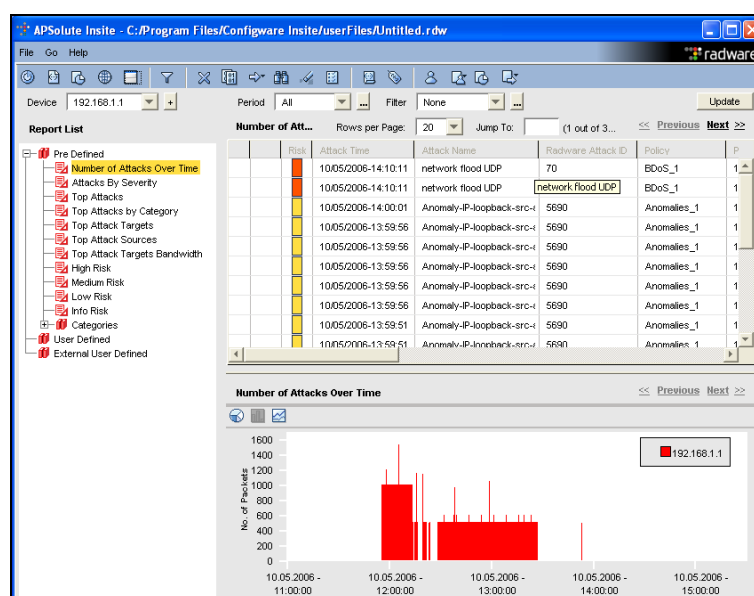 APSolute Insite - C:/Program Files/Configware Insite/userFiles/Untitled.rdw
File Go Help
radware
Device 192.168.1.1 + Period All ... Filter None ... Update
Report List
Number of Att... Rows per Page: 20 Jump To: (1 out of 3... << Previous Next >>
Pre Defined
Number of Attacks Over Time
Attacks By Severity
Top Attacks
Top Attacks by Category
Top Attack Targets
Top Attack Sources
Top Attack Targets Bandwidth
High Risk
Medium Risk
Low Risk
Info Risk
Categories
User Defined
External User Defined
Risk Attack Time Attack Name Radware Attack ID Policy P
10/05/2006-14:10:11 network flood UDP 70 BDoS_1 1
10/05/2006-14:10:11 network flood UDP BDoS_1 1
network flood UDP
10/05/2006-14:00:01 Anomaly-IP-loopback-src-a 5690 Anomalies_1 1
10/05/2006-13:59:56 Anomaly-IP-loopback-src-a 5690 Anomalies_1 1
10/05/2006-13:59:56 Anomaly-IP-loopback-src-a 5690 Anomalies_1 1
10/05/2006-13:59:56 Anomaly-IP-loopback-src-a 5690 Anomalies_1 1
10/05/2006-13:59:56 Anomaly-IP-loopback-src-a 5690 Anomalies_1 1
10/05/2006-13:59:56 Anomaly-IP-loopback-src-a 5690 Anomalies_1 1
10/05/2006-13:59:51 Anomaly-IP-loopback-src-a 5690 Anomalies_1 1
10/05/2006-13:59:51 Anomaly-IP-loopback-src-a 5690 Anomalies_1 1
Number of Attacks Over Time << Previous Next >>
No. of Packets
1600
1400
1200
1000
800
600
400
200
0
192.168.1.1
10.05.2006 - 10.05.2006 - 10.05.2006 - 10.05.2006 - 10.05.2006 -
11:00:00 12:00:00 13:00:00 14:00:00 15:00:00